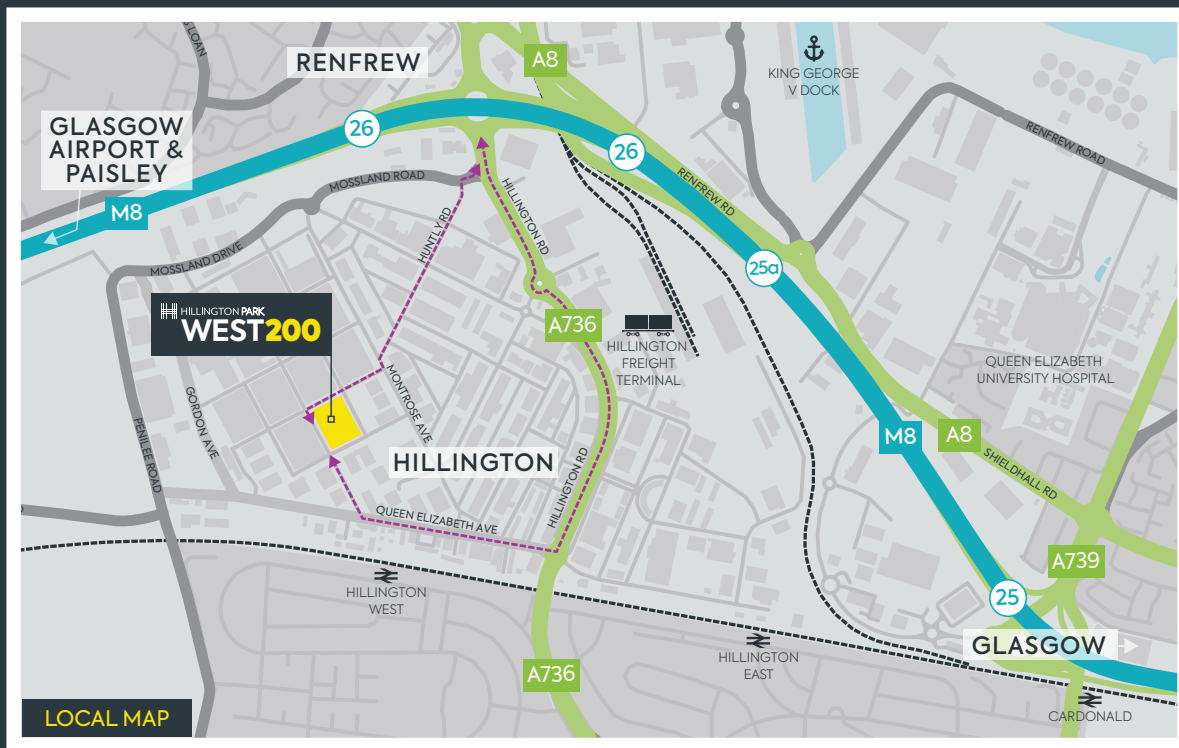 S LOAN
RENFREW
A8
KING GEORGE
V DOCK
GLASGOW
AIRPORT &
PAISLEY
26
26
RENFREW ROAD
M8
MOSSLAND ROAD
RENFREW RD
HUNTLY RD
HILLINGTON RD
MOSSLAND DRIVE
25a
HILLINGTON PARK
WEST200
A736
HILLINGTON
FREIGHT
TERMINAL
QUEEN ELIZABETH
UNIVERSITY HOSPITAL
GORDON AVE
MONTROSE AVE
PENILEE ROAD
M8
A8
HILLINGTON
SHIELDHALL RD
HILLINGTON RD
QUEEN ELIZABETH AVE
A739
HILLINGTON
WEST
25
GLASGOW
HILLINGTON
EAST
A736
CARDONALD
LOCAL MAP